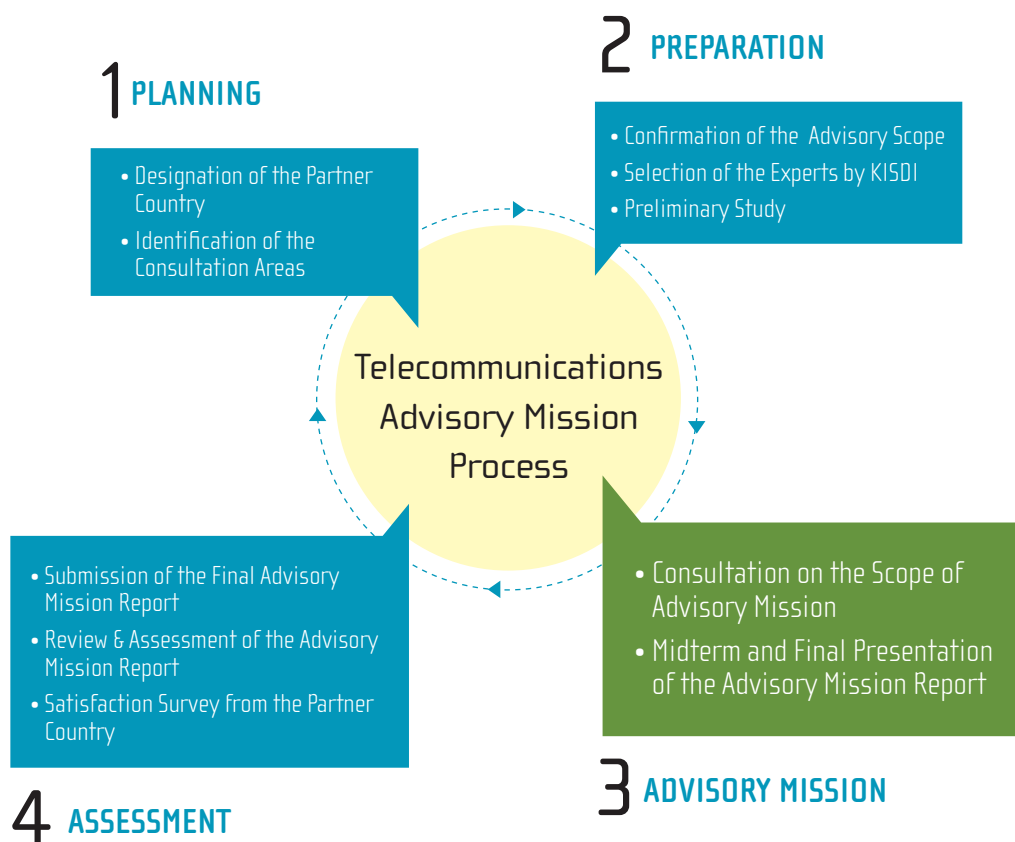 1 PLANNING
• Designation of the Partner
Country
• Identification of the
Consultation Areas
2 PREPARATION
• Confirmation of the Advisory Scope
• Selection of the Experts by KISDI
• Preliminary Study
Telecommunications
Advisory Mission
Process
• Consultation on the Scope of
Advisory Mission
• Midterm and Final Presentation
of the Advisory Mission Report
3 ADVISORY MISSION
• Submission of the Final Advisory
Mission Report
• Review & Assessment of the Advisory
Mission Report
• Satisfaction Survey from the Partner
Country
4 ASSESSMENT